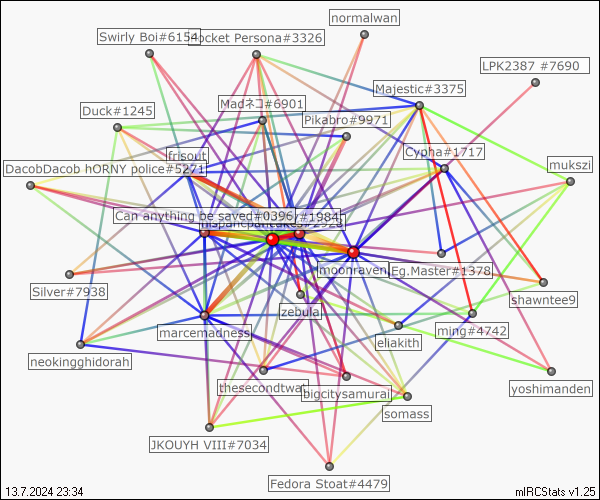 normalwan
Swirly Boi#6154
ocket Persona#3326
LPK2387 #7690
Majestic#3375
Madネコ#6901
Duck#1245
Pikabro#9971
Cypha#1717
frisout
DacobDacob hORNY police#5271
mukszi
Can anything be saved#0396
#1984
moonraven
Eg.Master#1378
Silver#7938
shawntee9
zebula
marcemadness
ming#4742
eliakith
neokingghidorah
thesecondtwat
bigcitysamurai
yoshimanden
somass
JKOUYH VIII#7034
Fedora Stoat#4479
13.7.2024 23:34
mIRCStats v1.25